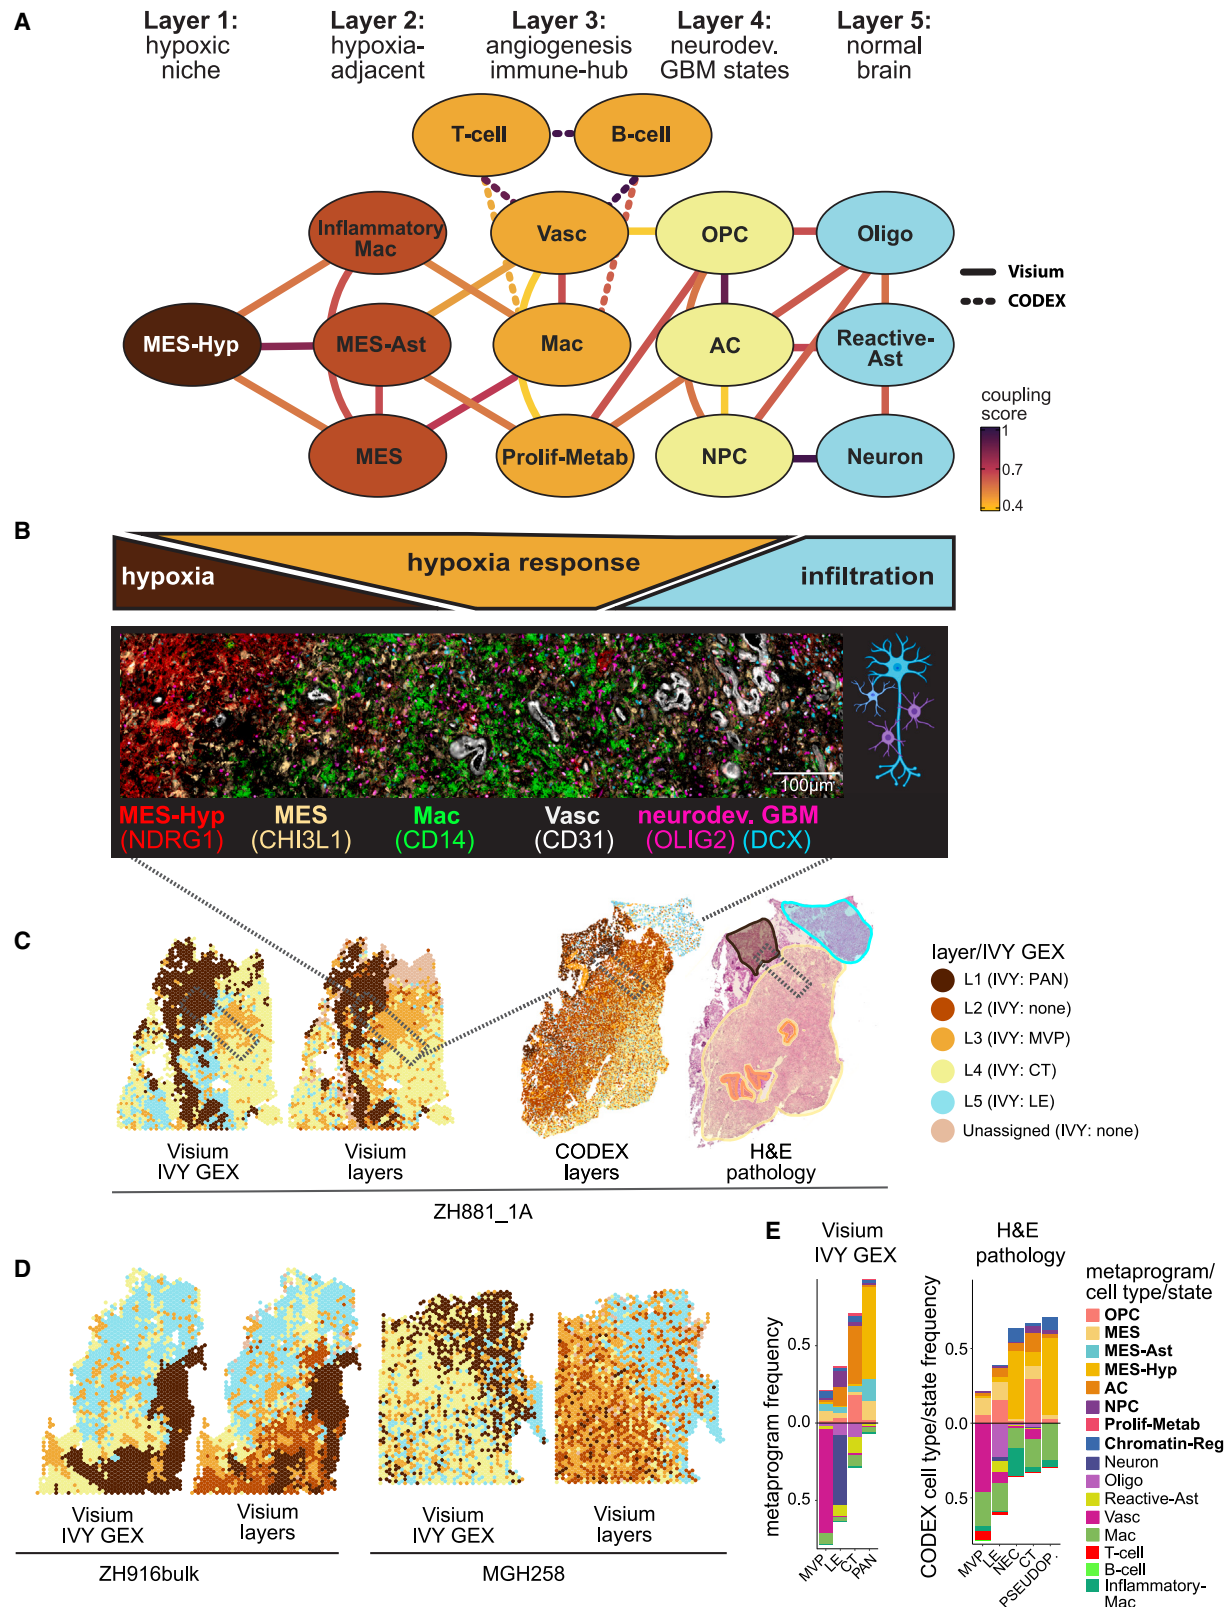 A
Layer 1:
hypoxic
niche
Layer 2:
hypoxia-
adjacent
Layer 3:
angiogenesis
immune-hub
Layer 4:
neurodev.
GBM states
Layer 5:
normal
brain
T-cell
B-cell
Inflammatory
Mac
Vasc
OPC
Oligo
MES-Hyp
MES-Ast
Mac
AC
Reactive-
Ast
MES
Prolif-Metab
NPC
Neuron
Visium
CODEX
coupling
score
1
0.7
0.4
B
hypoxia
hypoxia response
infiltration
100µm
MES-Hyp
(NDRG1)
MES
(CHI3L1)
Mac
(CD14)
Vasc
(CD31)
neurodev. GBM
(OLIG2) (DCX)
C
Visium
IVY GEX
Visium
layers
CODEX
layers
H&E
pathology
ZH881_1A
layer/IVY GEX
L1 (IVY: PAN)
L2 (IVY: none)
L3 (IVY: MVP)
L4 (IVY: CT)
L5 (IVY: LE)
Unassigned (IVY: none)
D
Visium
IVY GEX
Visium
layers
ZH916bulk
Visium
IVY GEX
Visium
layers
MGH258
E
Visium
IVY GEX
metaprogram frequency
0.5
0.0
0.5
MVP
LE
CT
PAN
H&E
pathology
CODEX cell type/state frequency
0.5
0.0
0.5
MVP
LE
NEC
CT
PSEUDOP.
metaprogram/
cell type/state
OPC
MES
MES-Ast
MES-Hyp
AC
NPC
Prolif-Metab
Chromatin-Reg
Neuron
Oligo
Reactive-Ast
Vasc
Mac
T-cell
B-cell
Inflammatory-
Mac